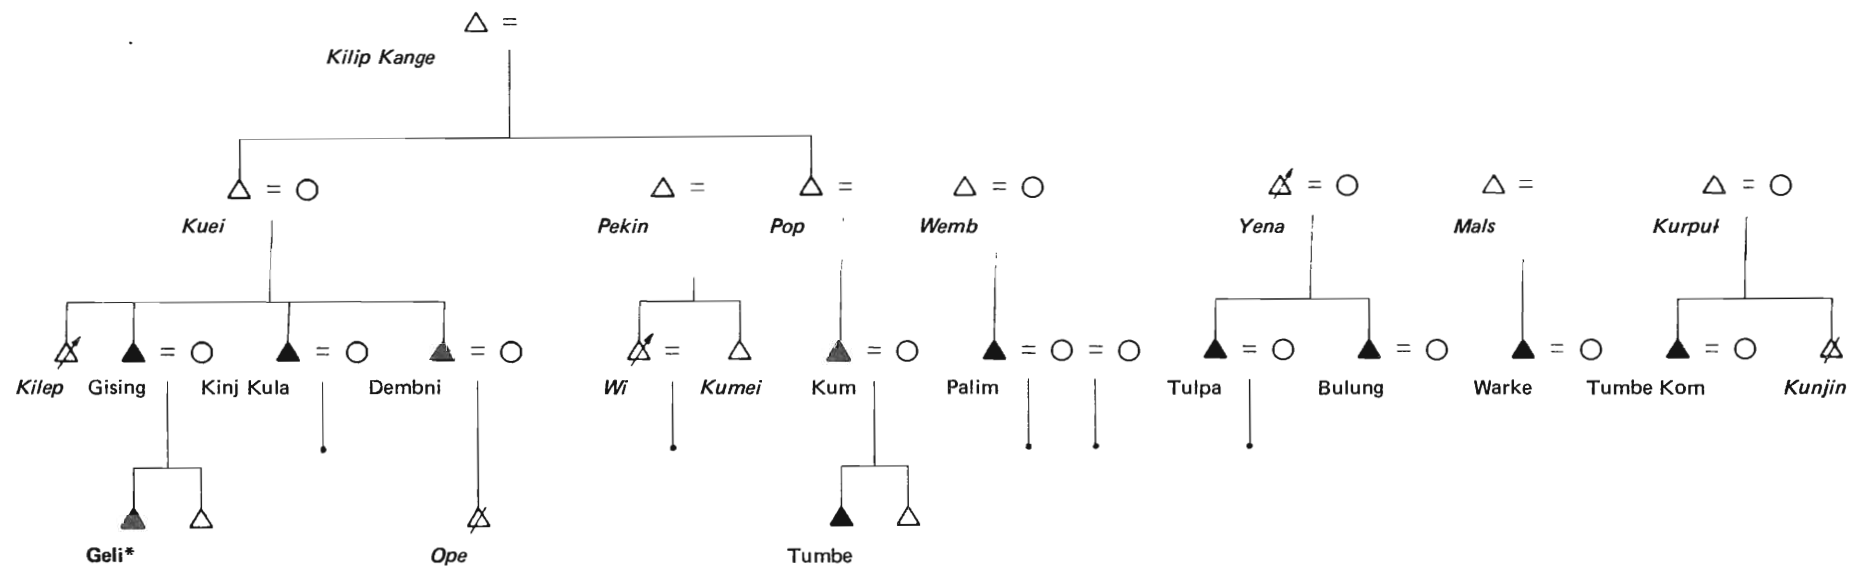 Kilip Kange
Kuei Pekin Pop Wemb Yena Mals Kurpuł
Kilep Gising Kinj Kula Dembni Wi Kumei Kum Palim Tulpa Bulung Warke Tumbe Kom Kunjin
Geli* Ope Tumbe